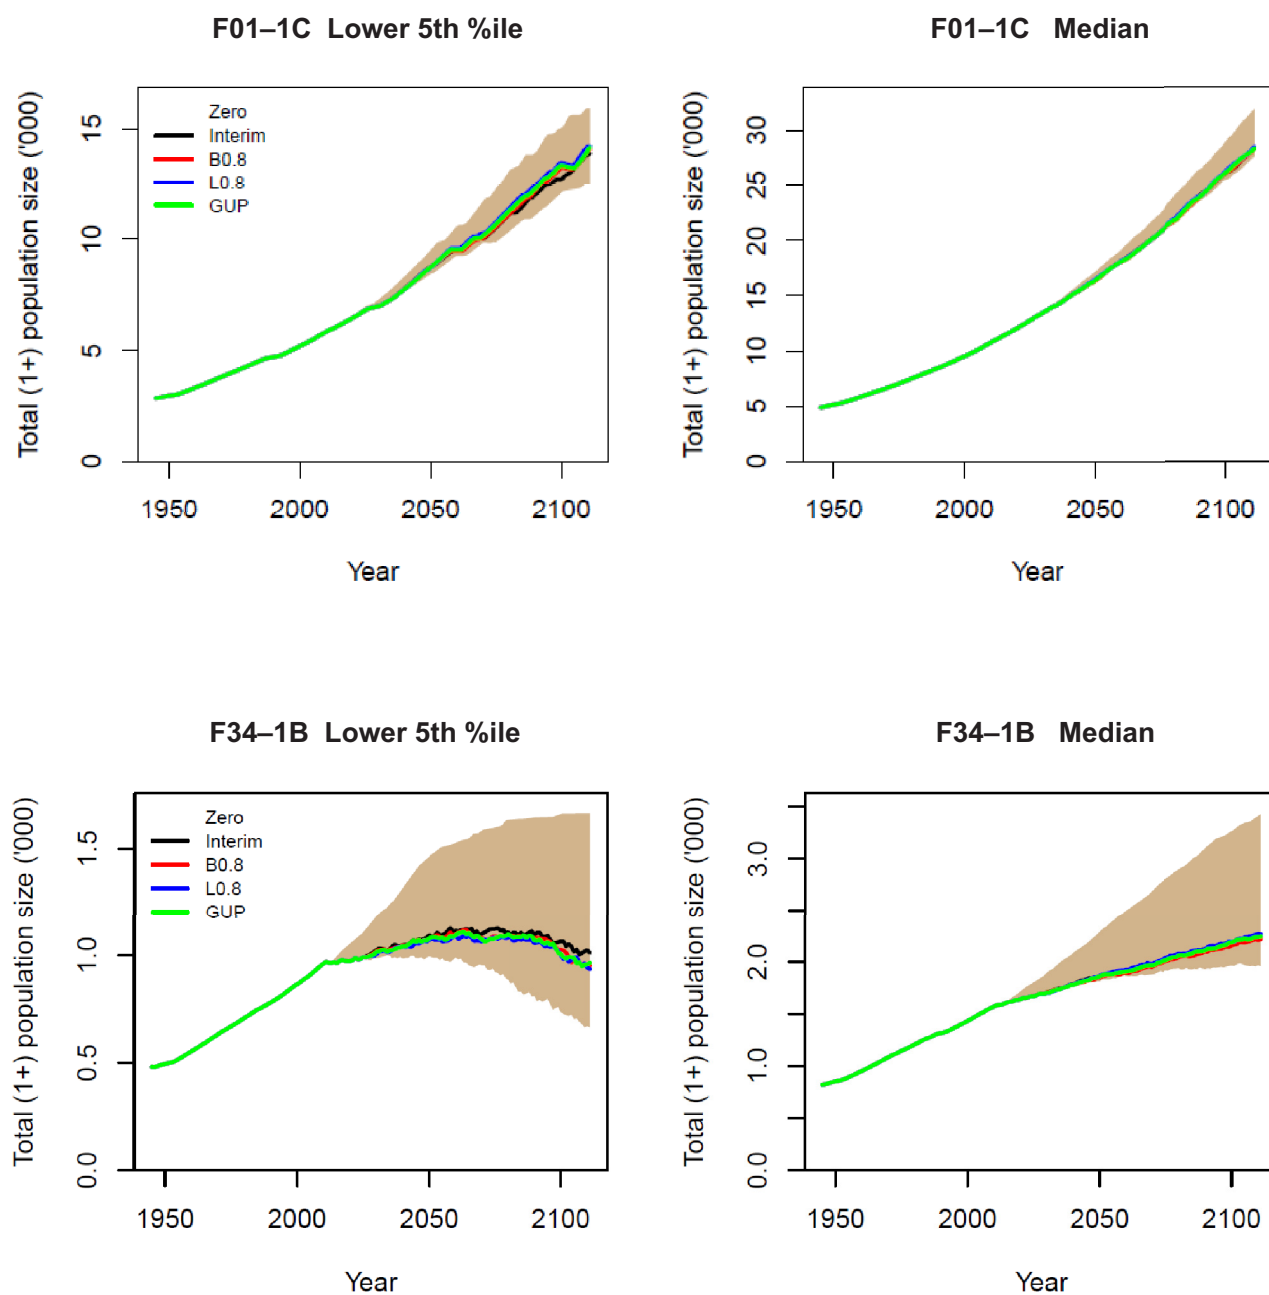 F01–1C Lower 5th %ile
Total (1+) population size ('000)
15
10
5
0
Zero
Interim
B0.8
L0.8
GUP
1950 2000 2050 2100
Year
F01–1C Median
Total (1+) population size ('000)
30
25
20
15
10
5
0
1950 2000 2050 2100
Year
F34–1B Lower 5th %ile
Total (1+) population size ('000)
1.5
1.0
0.5
0.0
Zero
Interim
B0.8
L0.8
GUP
1950 2000 2050 2100
Year
F34–1B Median
Total (1+) population size ('000)
3.0
2.0
1.0
0.0
1950 2000 2050 2100
Year